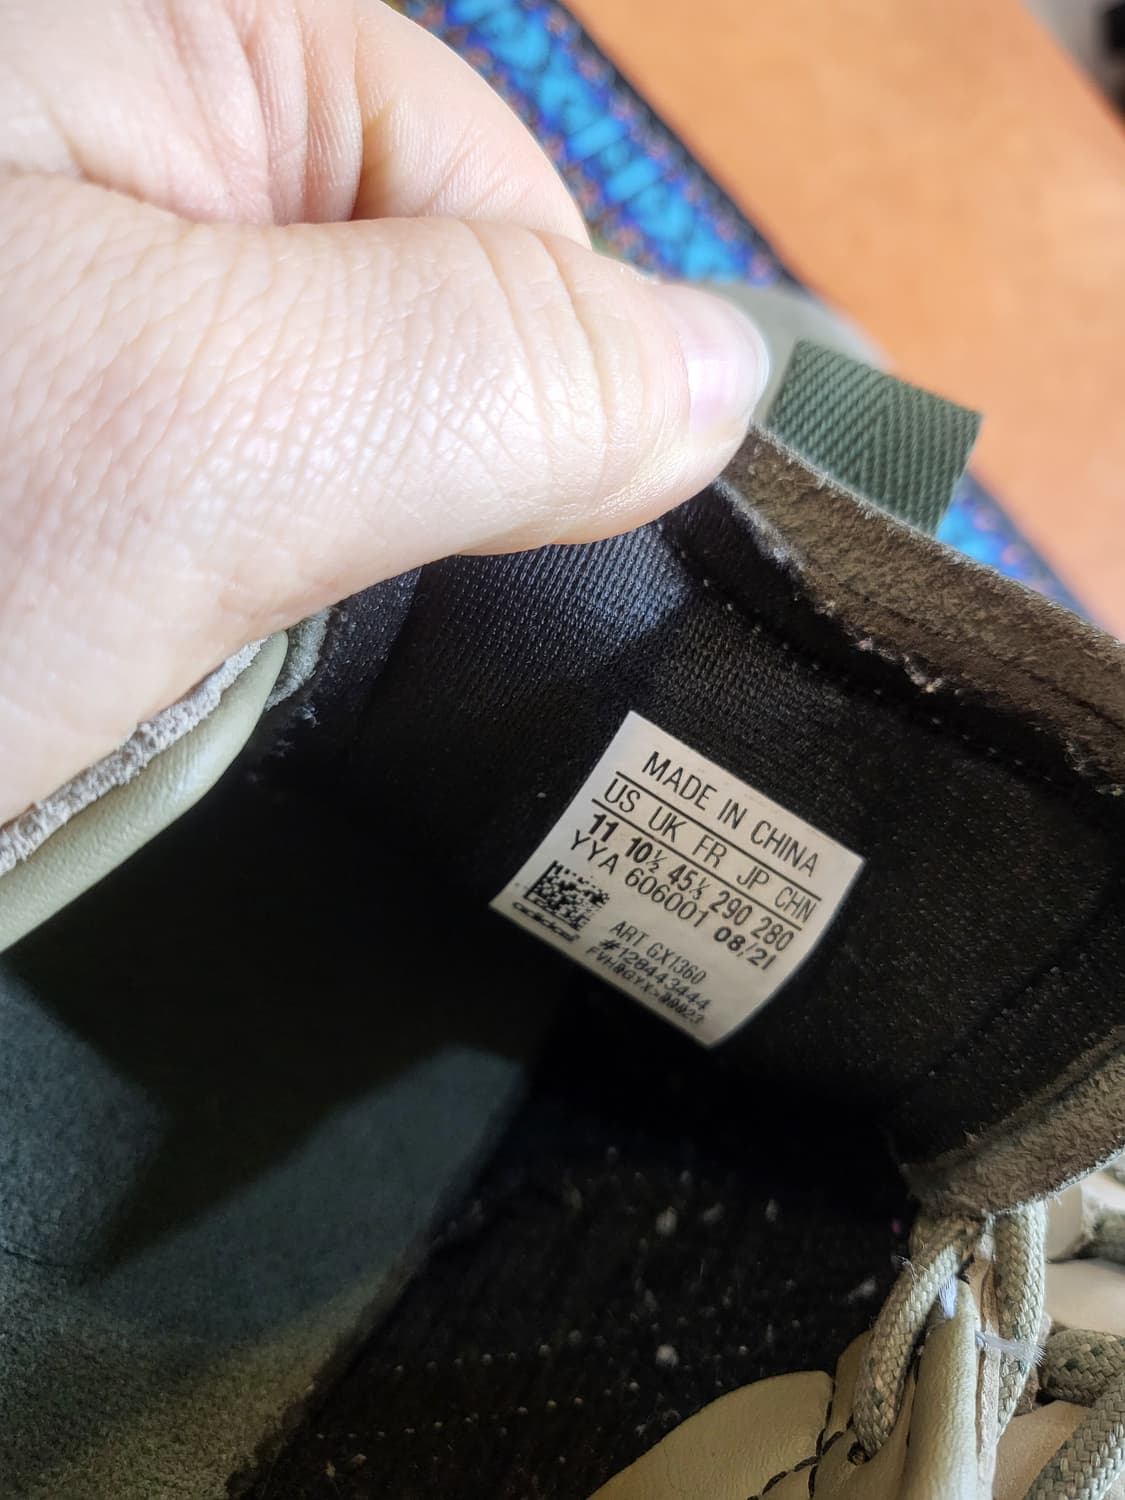 MADE IN CHINA
US UK FR JP CHN
11 10½ 45⅓ 290 280
YYA 606001 08/21
ART GX1360
#128443444
adidas